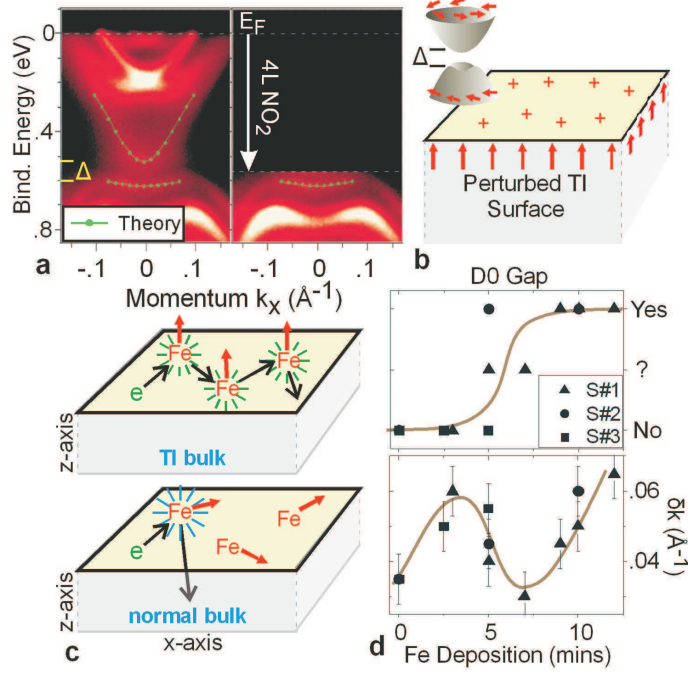 Bind. Energy (eV)
0
.4
.8
Δ
E_F
4L NO₂
Theory
-.1 0 .1 -.1 0 .1
Momentum k_x (Å⁻¹)
a
Δ
Perturbed TI
Surface
b
Fe
Fe
Fe
e
z-axis
TI bulk
Fe
Fe
Fe
e
z-axis
normal bulk
x-axis
c
D0 Gap
Yes
?
No
S#1
S#2
S#3
.06
.04
δk (Å⁻¹)
0 5 10
Fe Deposition (mins)
d